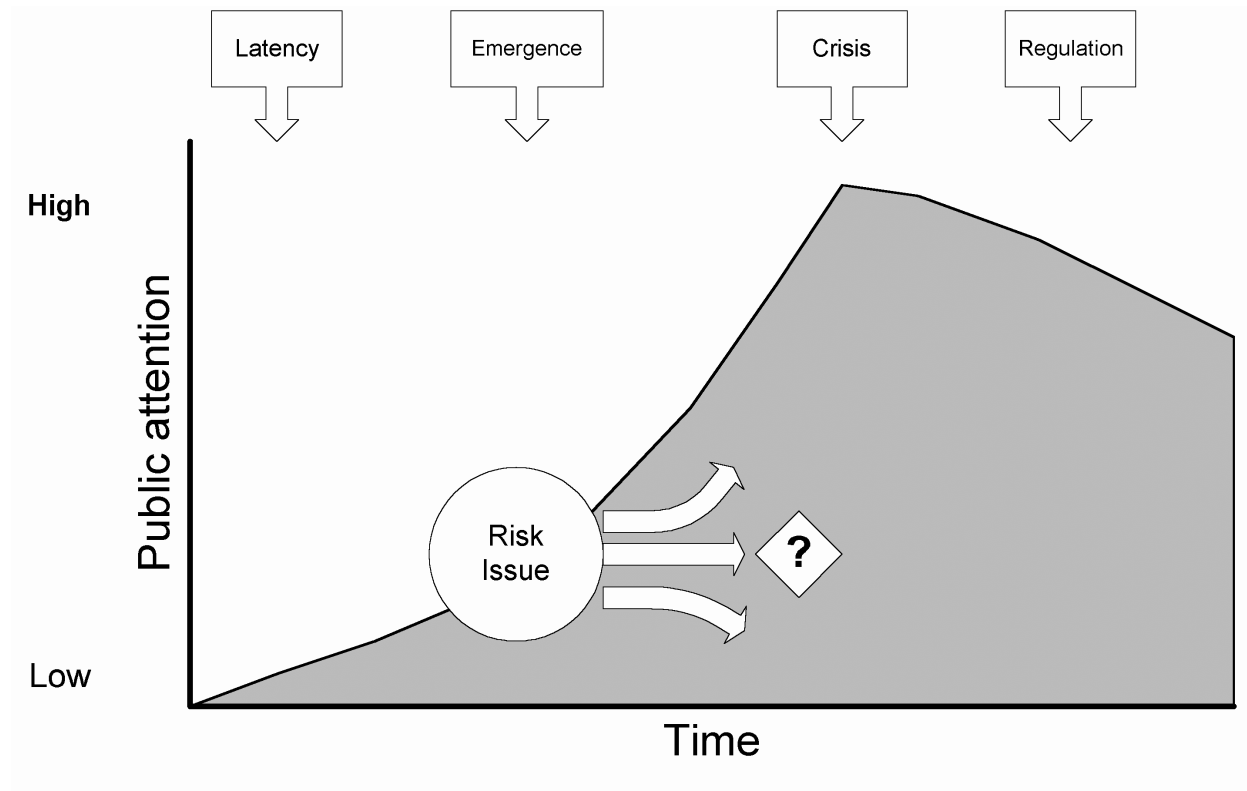 Latency
Emergence
Crisis
Regulation
High
Public attention
Risk
Issue
?
Low
Time